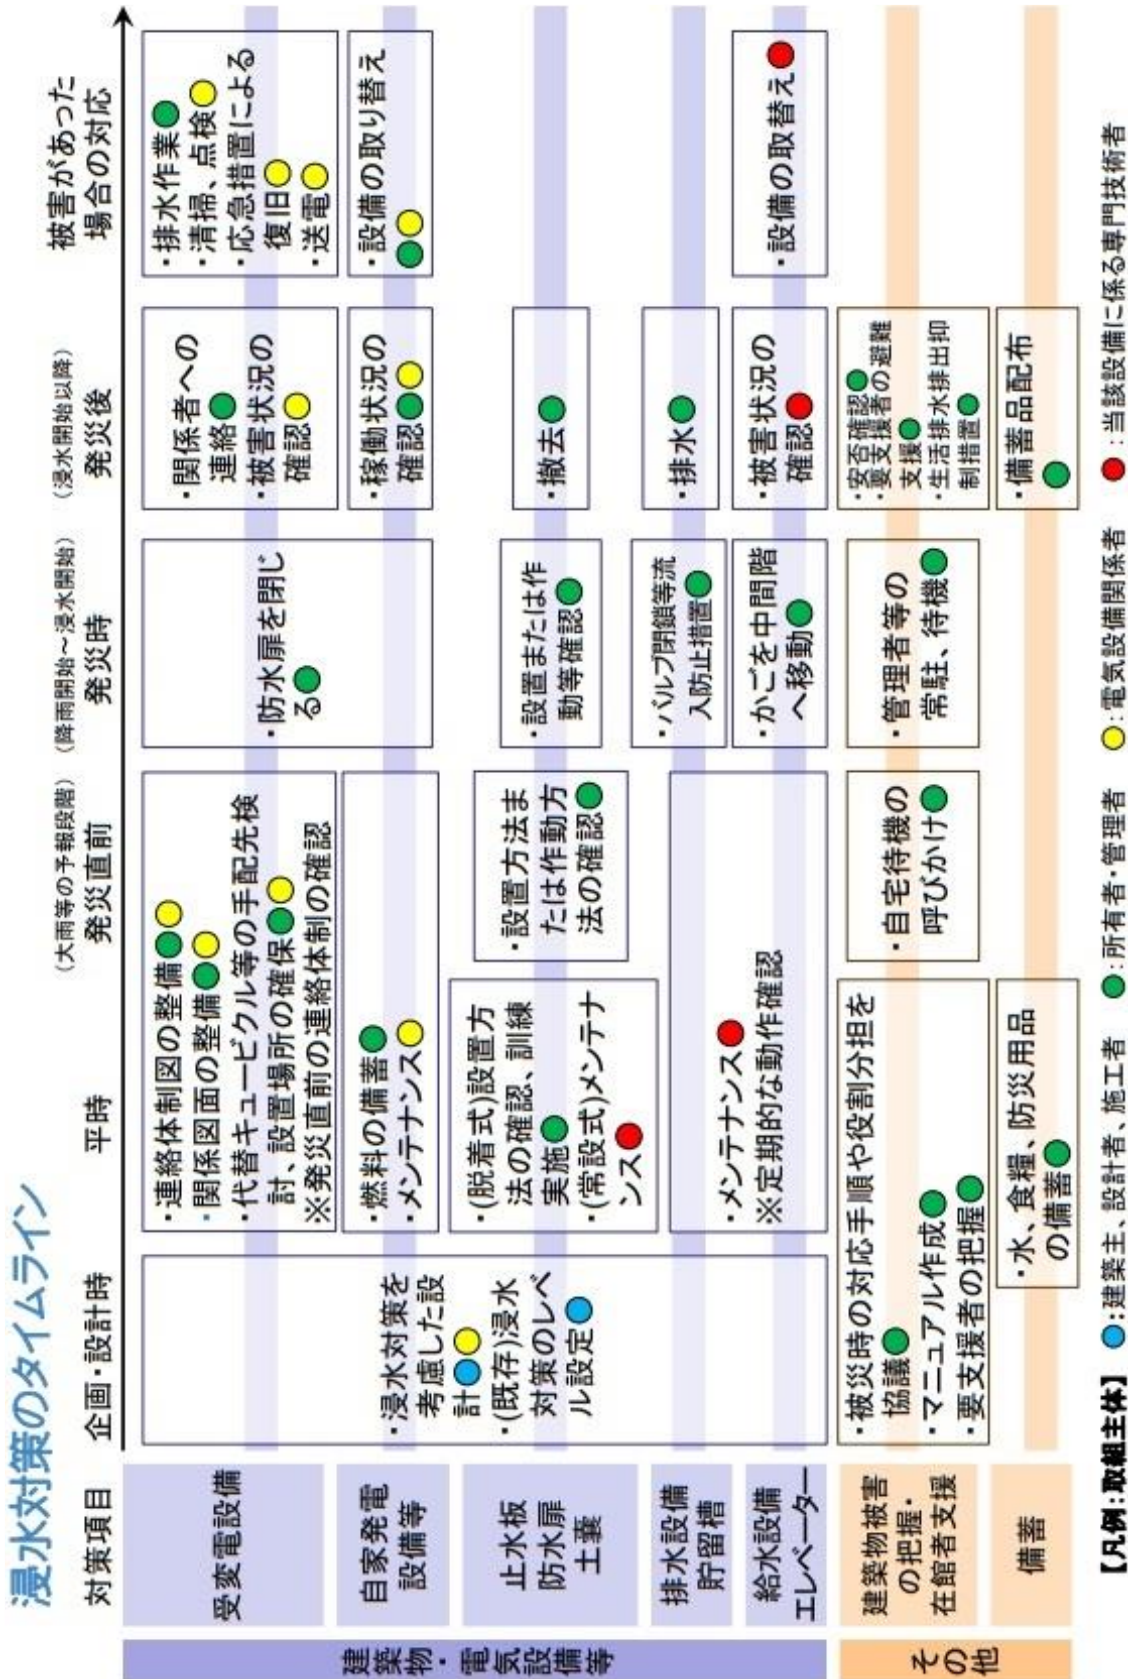 浸水対策のタイムライン
対策項目
企画・設計時
平時
(大雨等の予報段階)
発災直前
(降雨開始～浸水開始)
発災時
(浸水開始以降)
発災後
被害があった
場合の対応
建築物・電気設備等
受変電設備
自家発電
設備等
止水板
防水扉
土嚢
排水設備
貯留槽
給水設備
エレベーター
その他
建築物被害
の把握・
在館者支援
備蓄
・浸水対策を
考慮した設
計
・(既存)浸水
対策のレベ
ル設定
・連絡体制図の整備
・関係図面の整備
・代替キュービクル等の手配先検
討、設置場所の確保
※発災直前の連絡体制の確認
・防水扉を閉じ
る
・関係者への
連絡
・被害状況の
確認
・排水作業
・清掃、点検
・応急措置による
復旧
・送電
・燃料の備蓄
・メンテナンス
・稼働状況の
確認
・設備の取り替え
・(脱着式)設置方
法の確認、訓練
実施
・(常設式)メンテナ
ンス
・設置方法ま
たは作動方
法の確認
・設置または作
動等確認
・撤去
・メンテナンス
※定期的な動作確認
・バルブ閉鎖等流
入防止措置
・排水
・かごを中間階
へ移動
・被害状況の
確認
・設備の取替え
・被災時の対応手順や役割分担を
協議
・マニュアル作成
・要支援者の把握
・自宅待機の
呼びかけ
・管理者等の
常駐、待機
・安否確認
・要支援者の避難
支援
・生活排水排出抑
制措置
・水、食糧、防災用品
の備蓄
・備蓄品配布
【凡例:取組主体】 :建築主、設計者、施工者 :所有者・管理者 :電気設備関係者 :当該設備に係る専門技術者